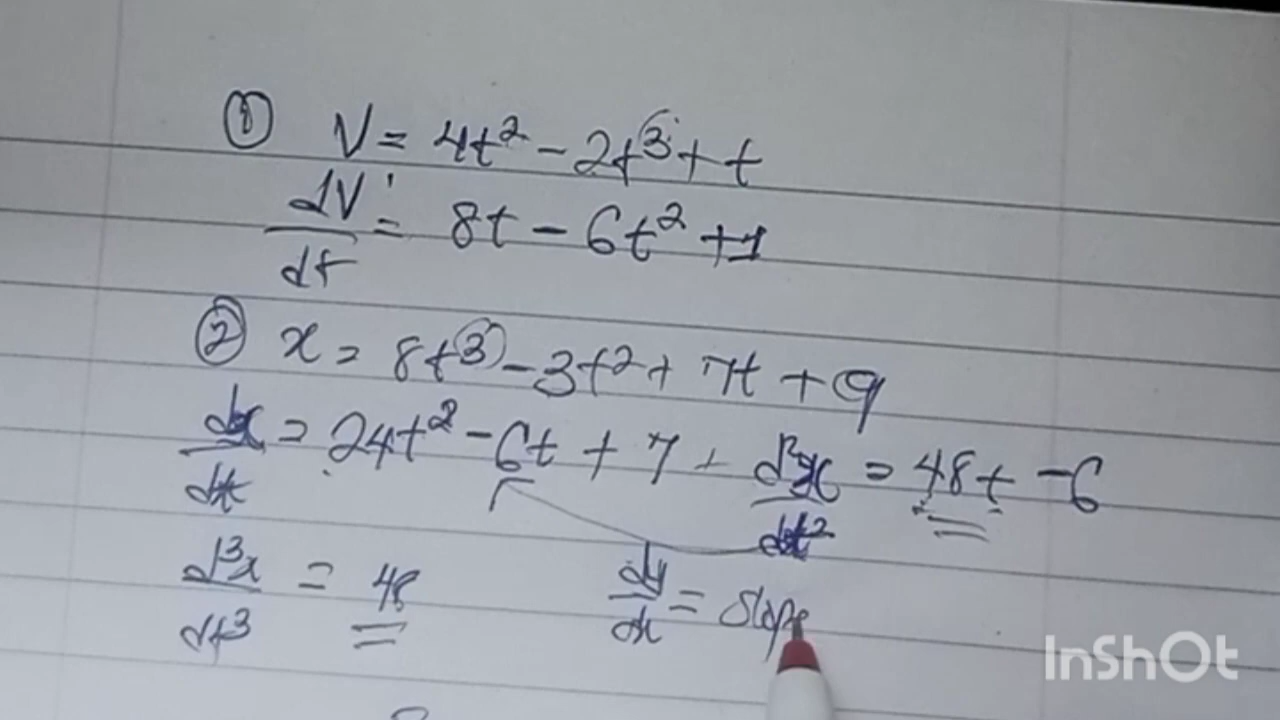 ① V = 4t² - 2t³ + t
dV/dt = 8t - 6t² + 1
② x = 8t³ - 3t² + 7t + 9
dx/dt = 24t² - 6t + 7, d²x/dt² = 48t - 6
d³x/dt³ = 48 dy/dx = Slope
InShOt